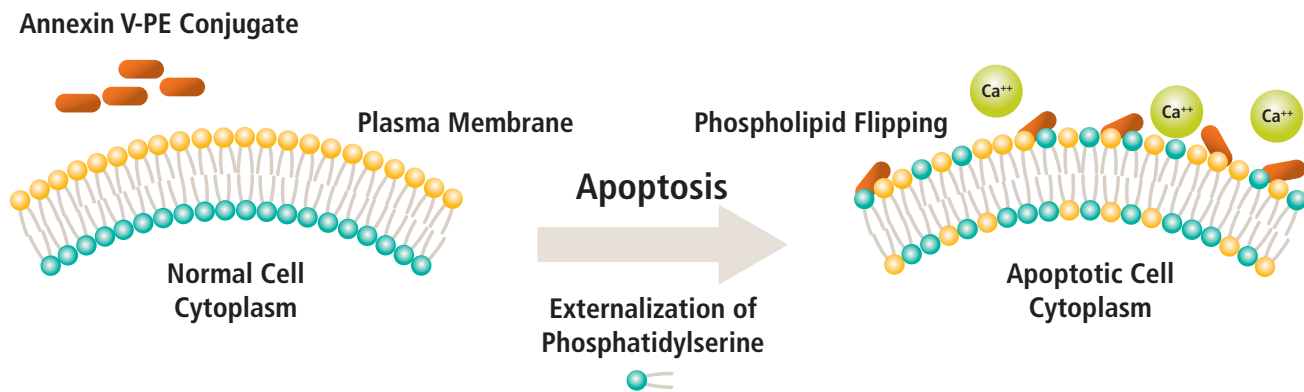 Annexin V-PE Conjugate
Plasma Membrane
Phospholipid Flipping
Ca++
Ca++
Ca++
Apoptosis
Normal Cell
Cytoplasm
Externalization of
Phosphatidylserine
Apoptotic Cell
Cytoplasm